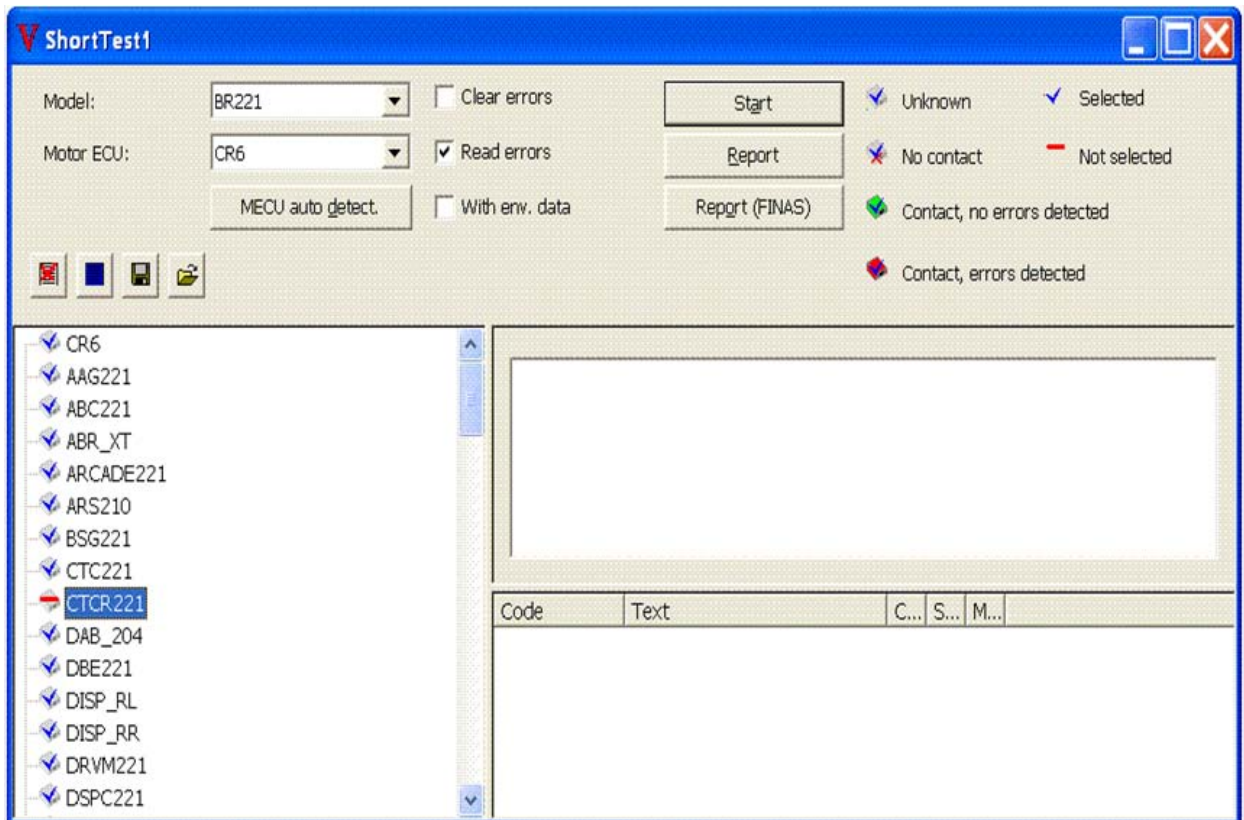 ShortTest1
Model: BR221 Clear errors Start Unknown Selected
Motor ECU: CR6 Read errors Report No contact Not selected
MECU auto detect. With env. data Report (FINAS) Contact, no errors detected
Contact, errors detected
CR6
AAG221
ABC221
ABR_XT
ARCADE221
ARS210
BSG221
CTC221
CTCR221
DAB_204
DBE221
DISP_RL
DISP_RR
DRVM221
DSPC221
Code Text C... S... M...